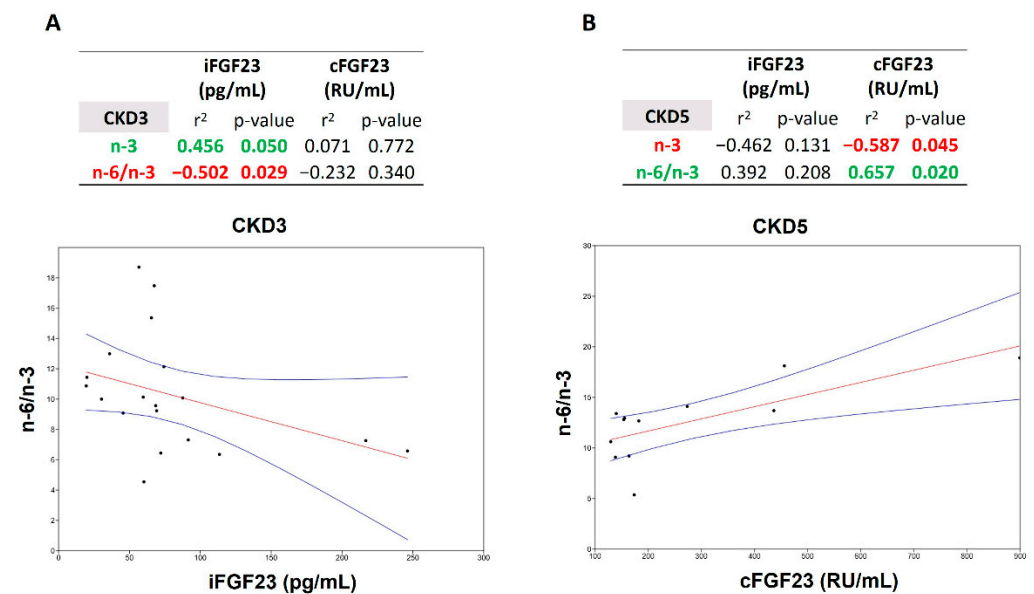 A
iFGF23 cFGF23
(pg/mL) (RU/mL)
CKD3 r² p-value r² p-value
n-3 0.456 0.050 0.071 0.772
n-6/n-3 −0.502 0.029 −0.232 0.340
CKD3
n-6/n-3
18
16
14
12
10
8
6
4
2
0
0 50 100 150 200 250 300
iFGF23 (pg/mL)
B
iFGF23 cFGF23
(pg/mL) (RU/mL)
CKD5 r² p-value r² p-value
n-3 −0.462 0.131 −0.587 0.045
n-6/n-3 0.392 0.208 0.657 0.020
CKD5
n-6/n-3
30
25
20
15
10
5
0
100 200 300 400 500 600 700 800 900
cFGF23 (RU/mL)